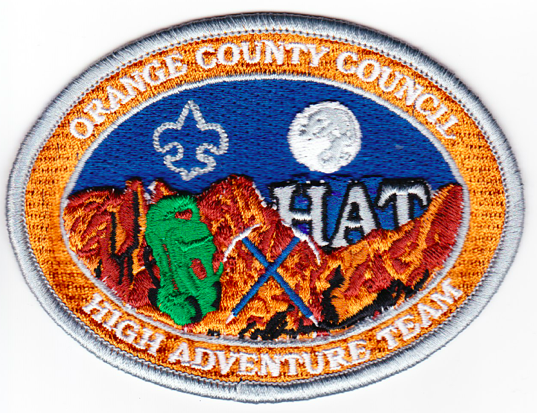 ORANGE COUNTY COUNCIL
HAT
HIGH ADVENTURE TEAM